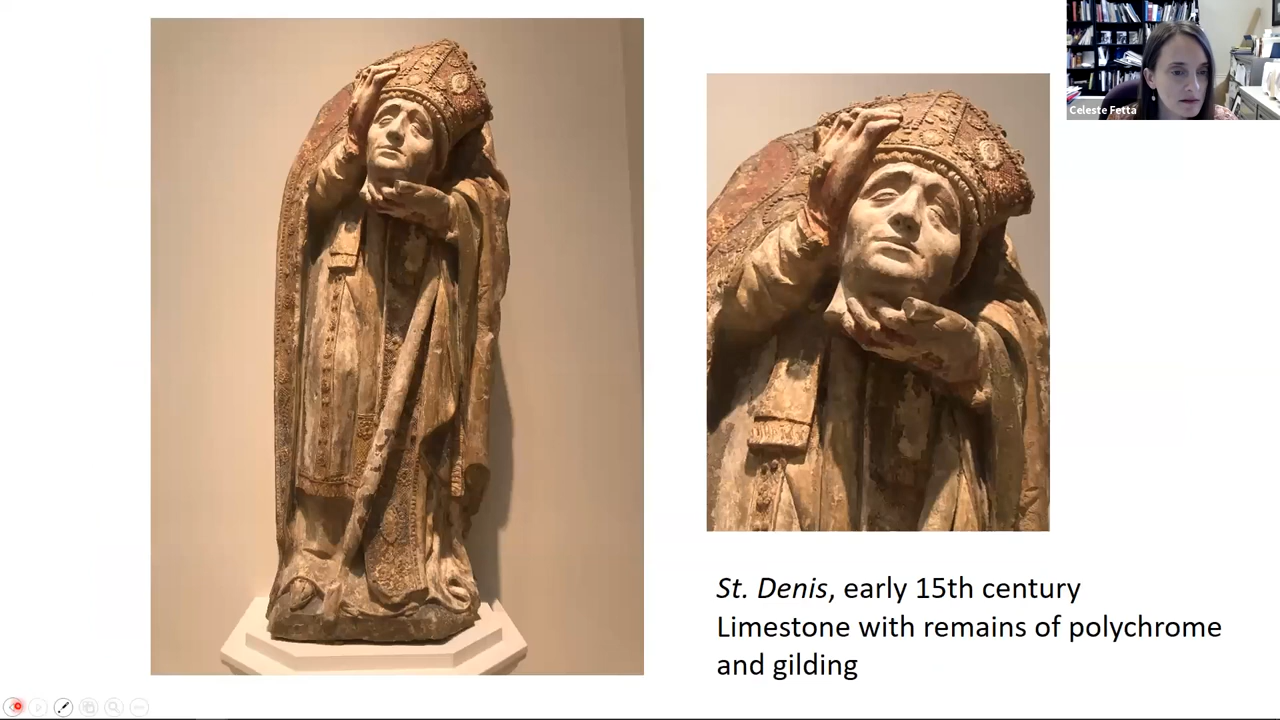 Celeste Fetta
St. Denis, early 15th century
Limestone with remains of polychrome
and gilding